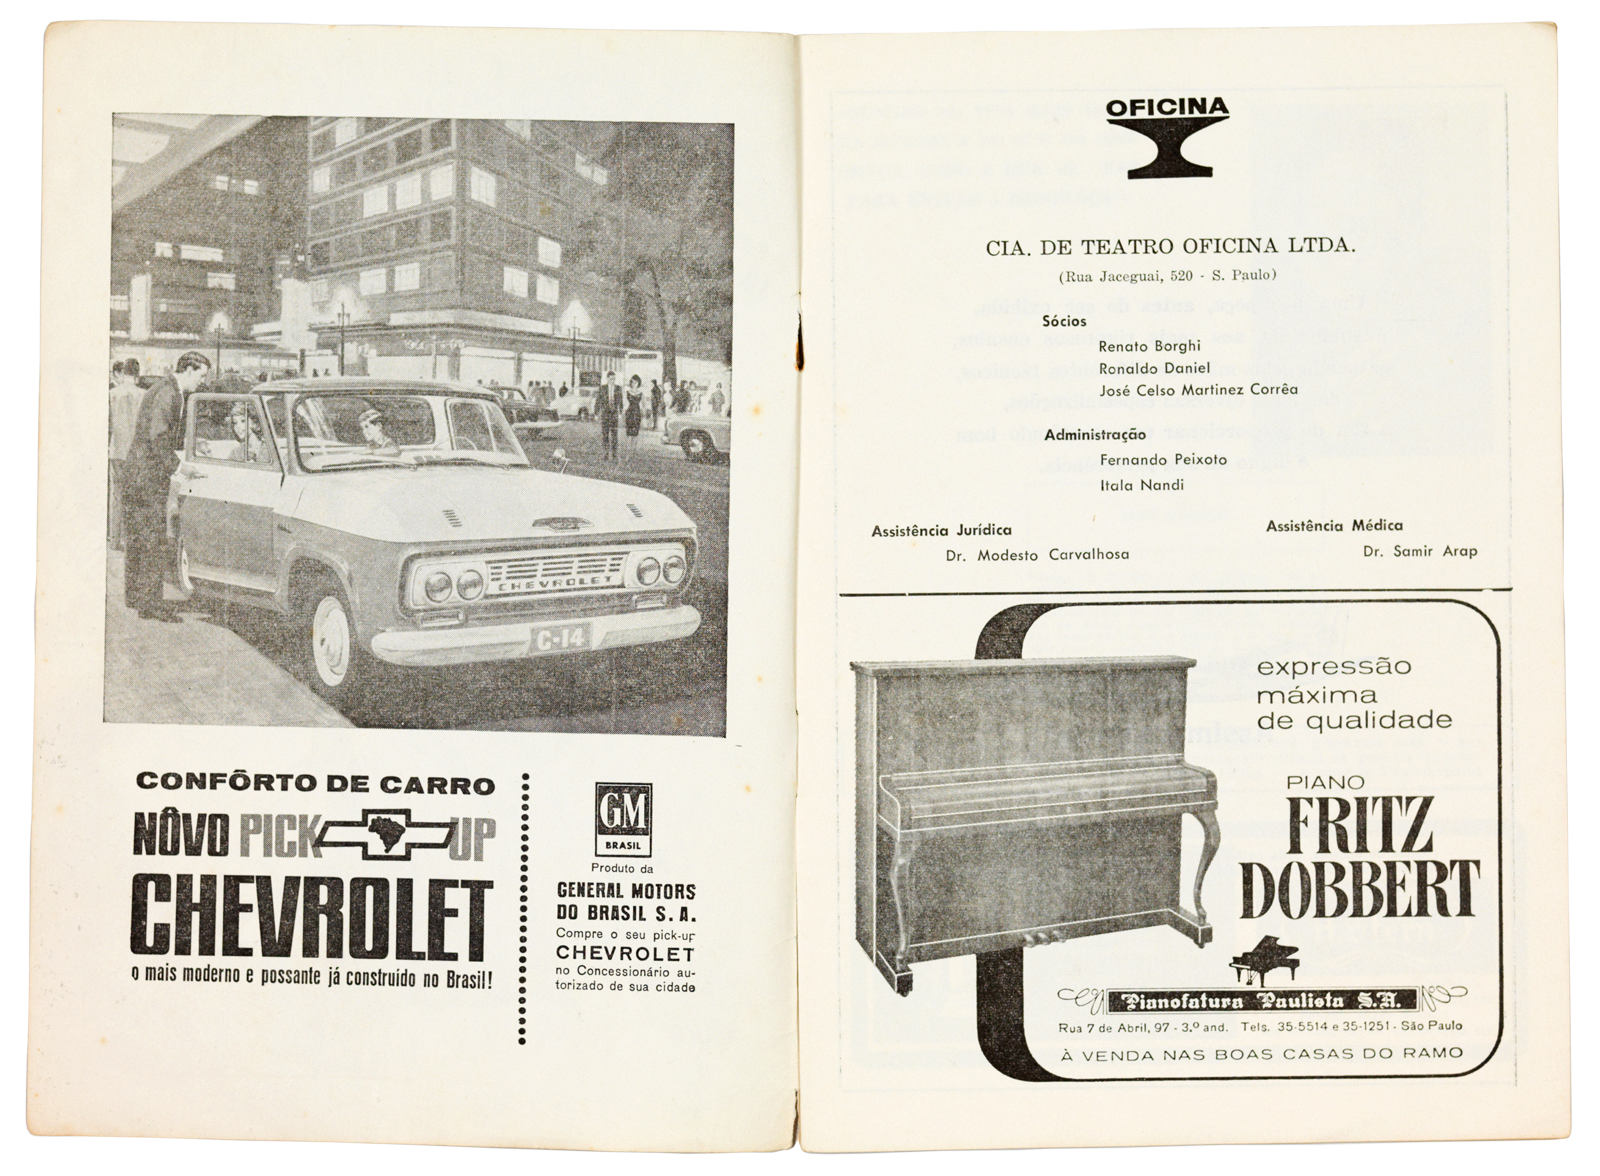 CHEVROLET
C-14
CONFÔRTO DE CARRO
NÔVO PICK UP
CHEVROLET
o mais moderno e possante já construido no Brasil!
GM
BRASIL
Produto da
GENERAL MOTORS
DO BRASIL S. A.
Compre o seu pick-up
CHEVROLET
no Concessionário au-
torizado de sua cidade
OFICINA
CIA. DE TEATRO OFICINA LTDA.
(Rua Jaceguai, 520 - S. Paulo)
Sócios
Renato Borghi
Ronaldo Daniel
José Celso Martinez Corrêa
Administração
Fernando Peixoto
Itala Nandi
Assistência Jurídica
Dr. Modesto Carvalhosa
Assistência Médica
Dr. Samir Arap
expressão
máxima
de qualidade
PIANO
FRITZ
DOBBERT
Pianofatura Paulista S.A.
Rua 7 de Abril, 97 - 3.º and. Tels. 35-5514 e 35-1251 - São Paulo
À VENDA NAS BOAS CASAS DO RAMO